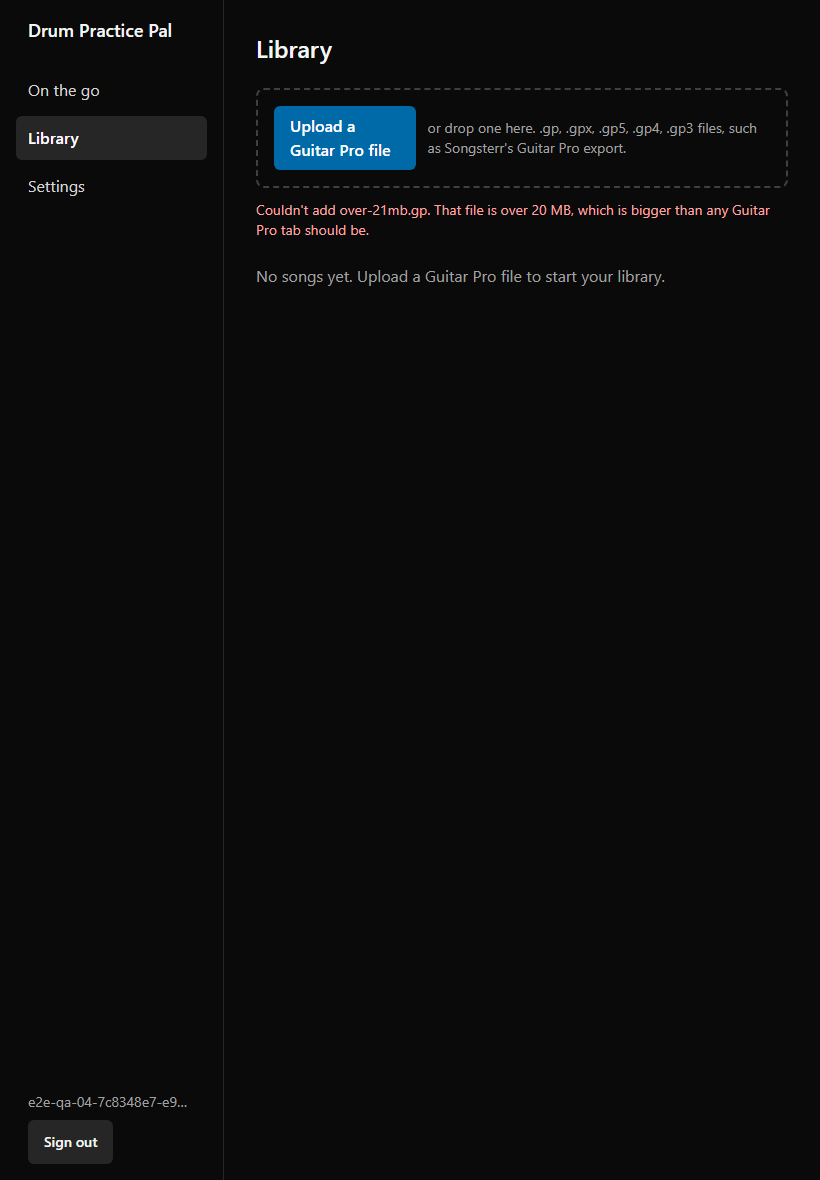 Drum Practice Pal
On the go
Library
Settings
Library
Upload a
Guitar Pro file
or drop one here. .gp, .gpx, .gp5, .gp4, .gp3 files, such
as Songsterr's Guitar Pro export.
Couldn't add over-21mb.gp. That file is over 20 MB, which is bigger than any Guitar
Pro tab should be.
No songs yet. Upload a Guitar Pro file to start your library.
e2e-qa-04-7c8348e7-e9...
Sign out